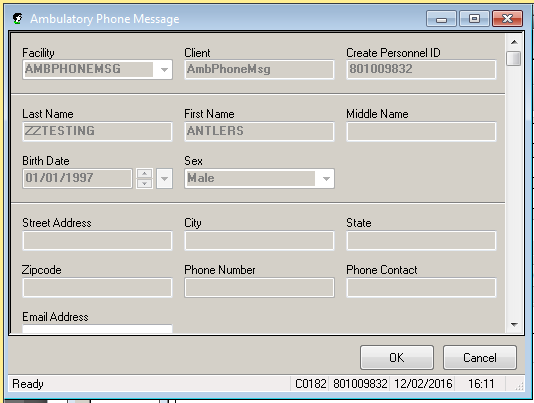 Ambulatory Phone Message
Facility Client Create Personnel ID
AMBPHONEMSG AmbPhoneMsg 801009832
Last Name First Name Middle Name
ZZTESTING ANTLERS
Birth Date Sex
01/01/1997 Male
Street Address City State
Zipcode Phone Number Phone Contact
Email Address
OK Cancel
Ready C0182 801009832 12/02/2016 16:11